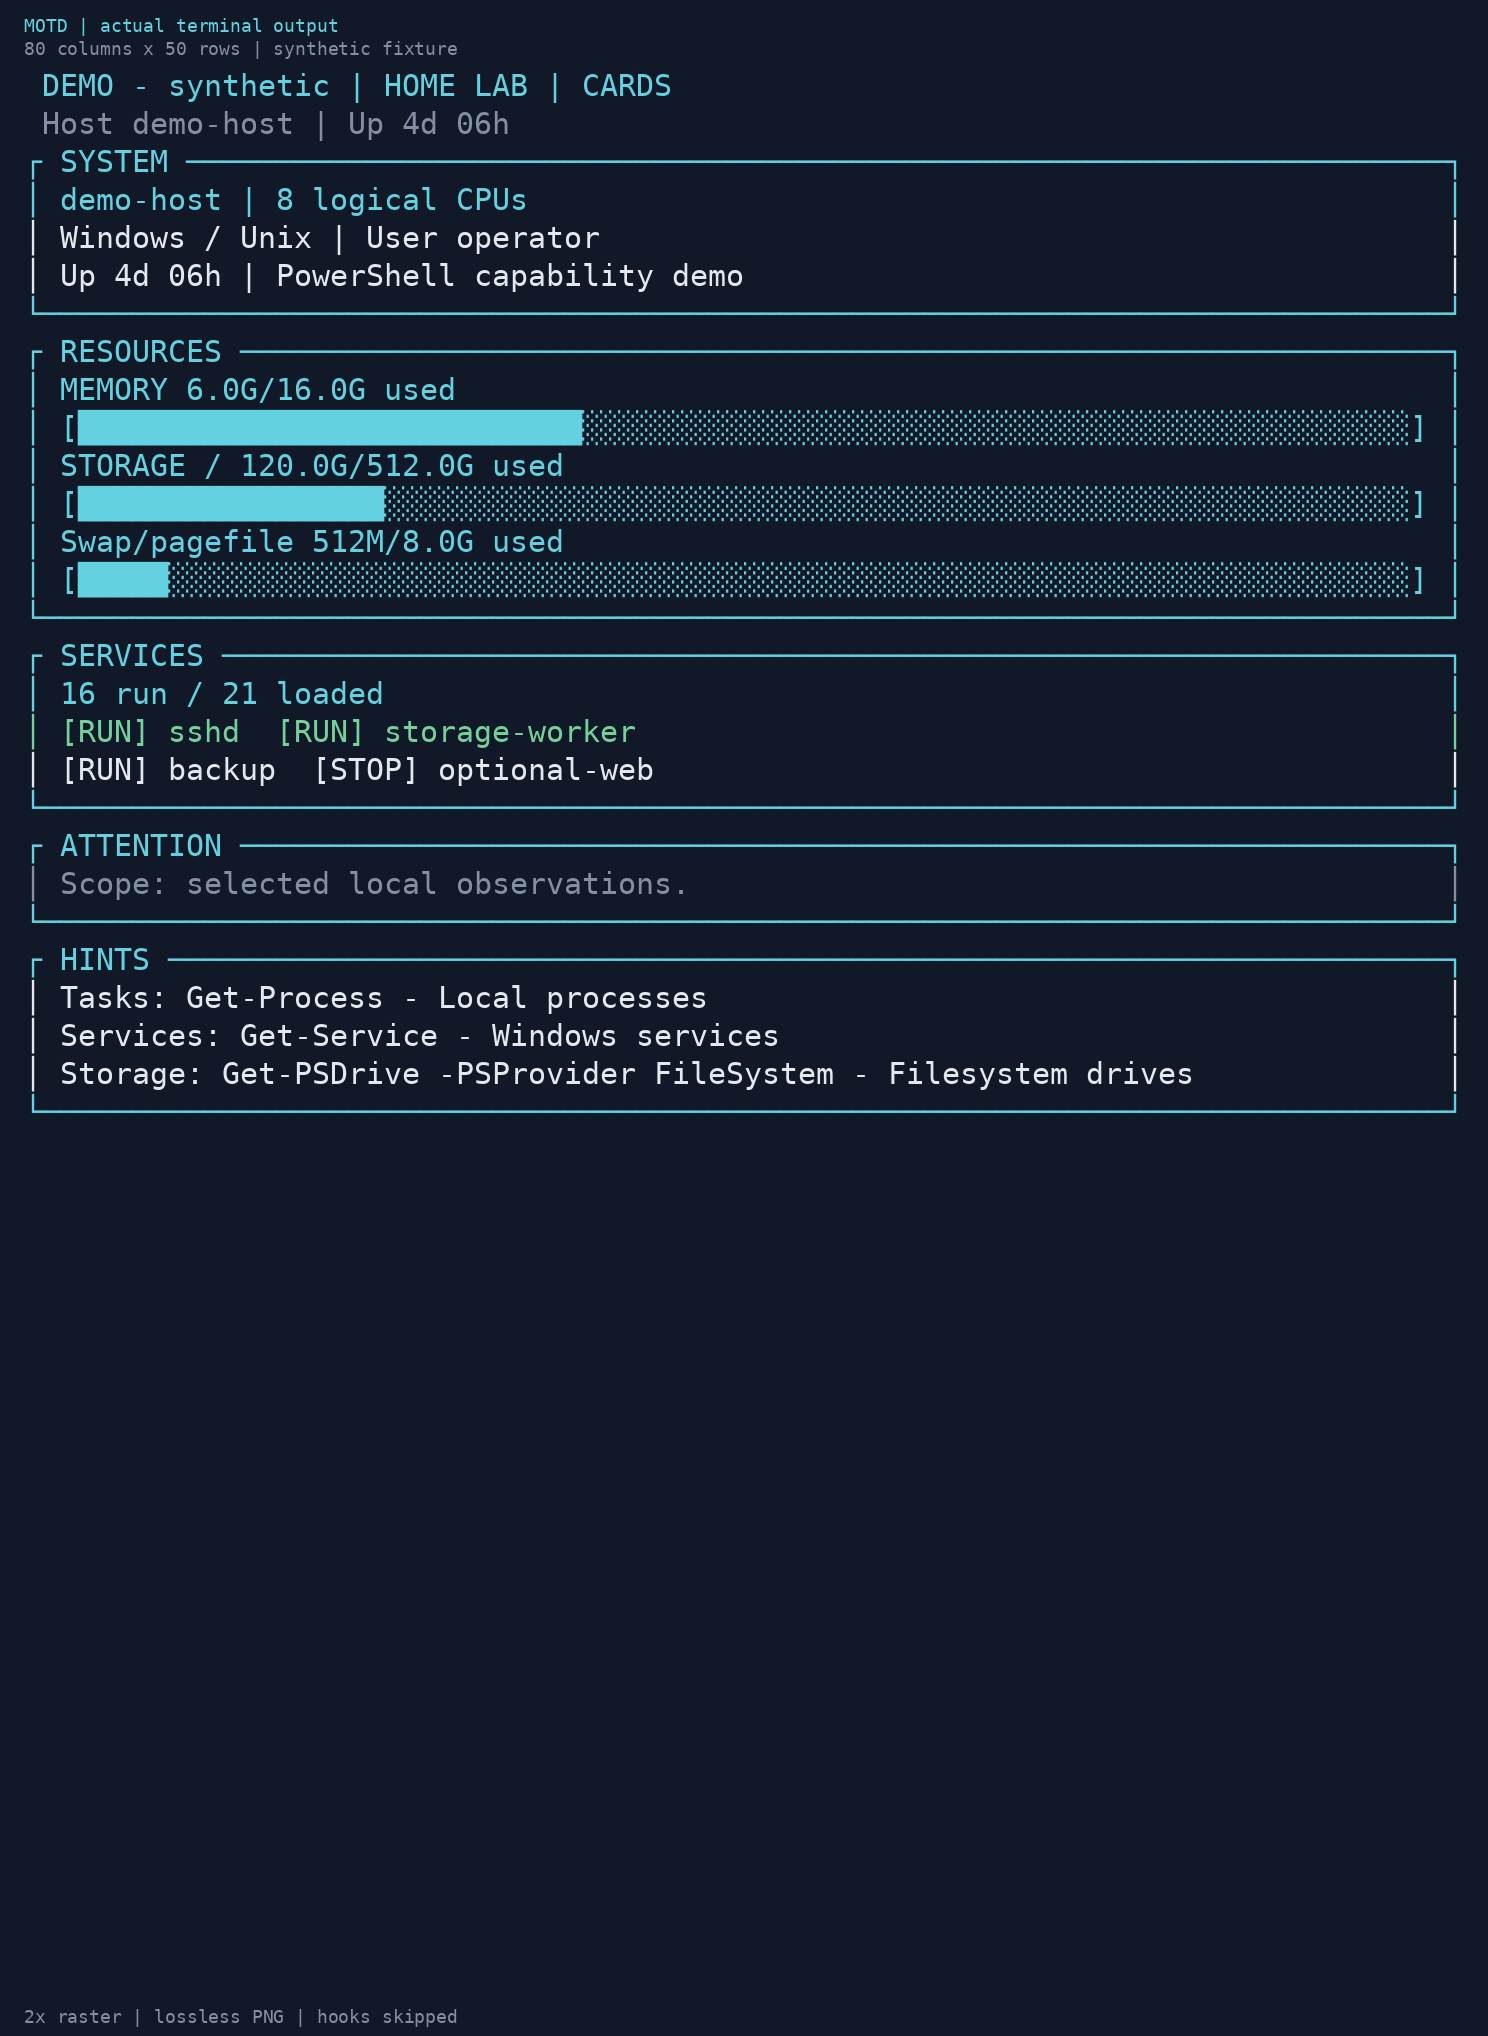 MOTD | actual terminal output
80 columns x 50 rows | synthetic fixture
DEMO - synthetic | HOME LAB | CARDS
Host demo-host | Up 4d 06h
SYSTEM
demo-host | 8 logical CPUs
Windows / Unix | User operator
Up 4d 06h | PowerShell capability demo
RESOURCES
MEMORY 6.0G/16.0G used
STORAGE / 120.0G/512.0G used
Swap/pagefile 512M/8.0G used
SERVICES
16 run / 21 loaded
[RUN] sshd  [RUN] storage-worker
[RUN] backup  [STOP] optional-web
ATTENTION
Scope: selected local observations.
HINTS
Tasks: Get-Process - Local processes
Services: Get-Service - Windows services
Storage: Get-PSDrive -PSProvider FileSystem - Filesystem drives
2x raster | lossless PNG | hooks skipped